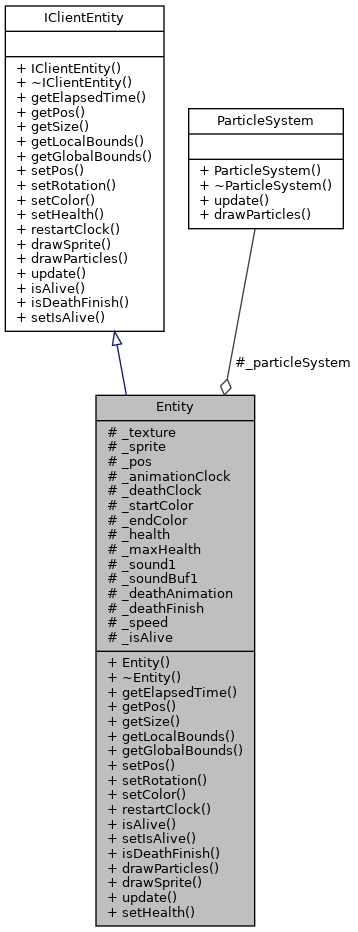 IClientEntity
+ IClientEntity()
+ ~IClientEntity()
+ getElapsedTime()
+ getPos()
+ getSize()
+ getLocalBounds()
+ getGlobalBounds()
+ setPos()
+ setRotation()
+ setColor()
+ setHealth()
+ restartClock()
+ drawSprite()
+ drawParticles()
+ update()
+ isAlive()
+ isDeathFinish()
+ setIsAlive()
ParticleSystem
+ ParticleSystem()
+ ~ParticleSystem()
+ update()
+ drawParticles()
#_particleSystem
Entity
# _texture
# _sprite
# _pos
# _animationClock
# _deathClock
# _startColor
# _endColor
# _health
# _maxHealth
# _sound1
# _soundBuf1
# _deathAnimation
# _deathFinish
# _speed
# _isAlive
+ Entity()
+ ~Entity()
+ getElapsedTime()
+ getPos()
+ getSize()
+ getLocalBounds()
+ getGlobalBounds()
+ setPos()
+ setRotation()
+ setColor()
+ restartClock()
+ isAlive()
+ setIsAlive()
+ isDeathFinish()
+ drawParticles()
+ drawSprite()
+ update()
+ setHealth()